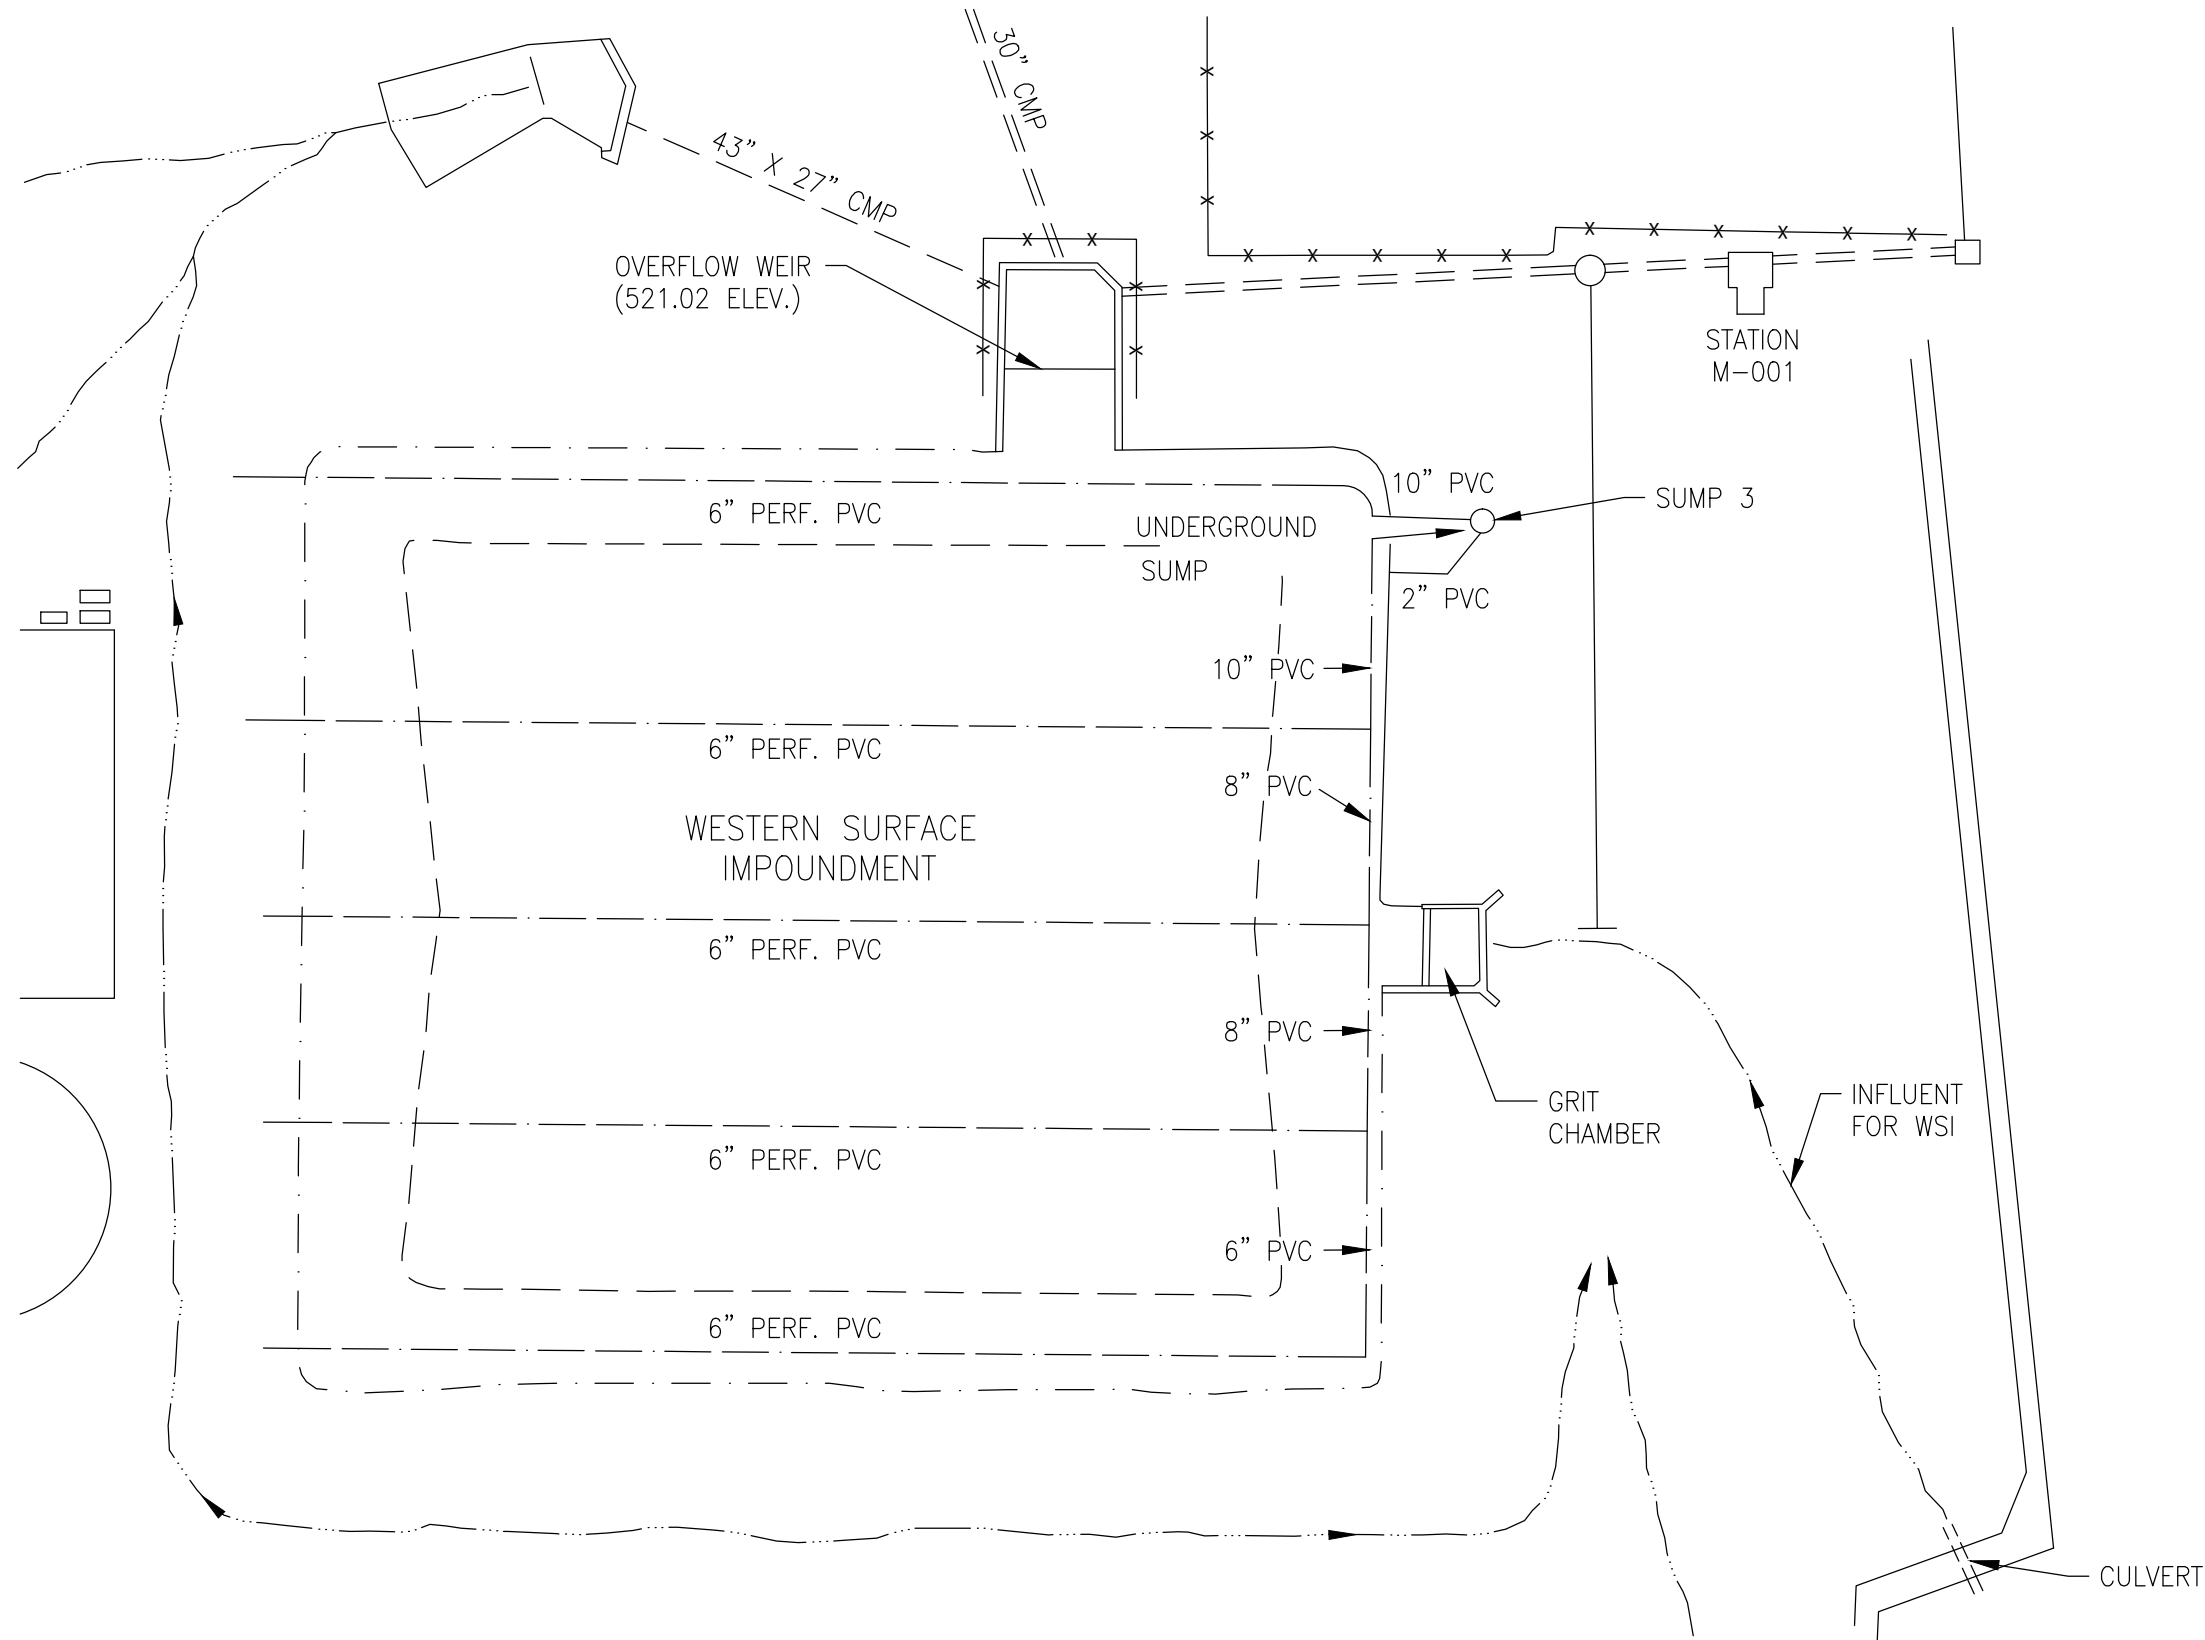 30" CMP
43" X 27" CMP
OVERFLOW WEIR
(521.02 ELEV.)
STATION
M-001
10" PVC
SUMP 3
6" PERF. PVC
UNDERGROUND
SUMP
2" PVC
10" PVC
6" PERF. PVC
8" PVC
WESTERN SURFACE
IMPOUNDMENT
6" PERF. PVC
8" PVC
GRIT
CHAMBER
INFLUENT
FOR WSI
6" PERF. PVC
6" PVC
6" PERF. PVC
CULVERT